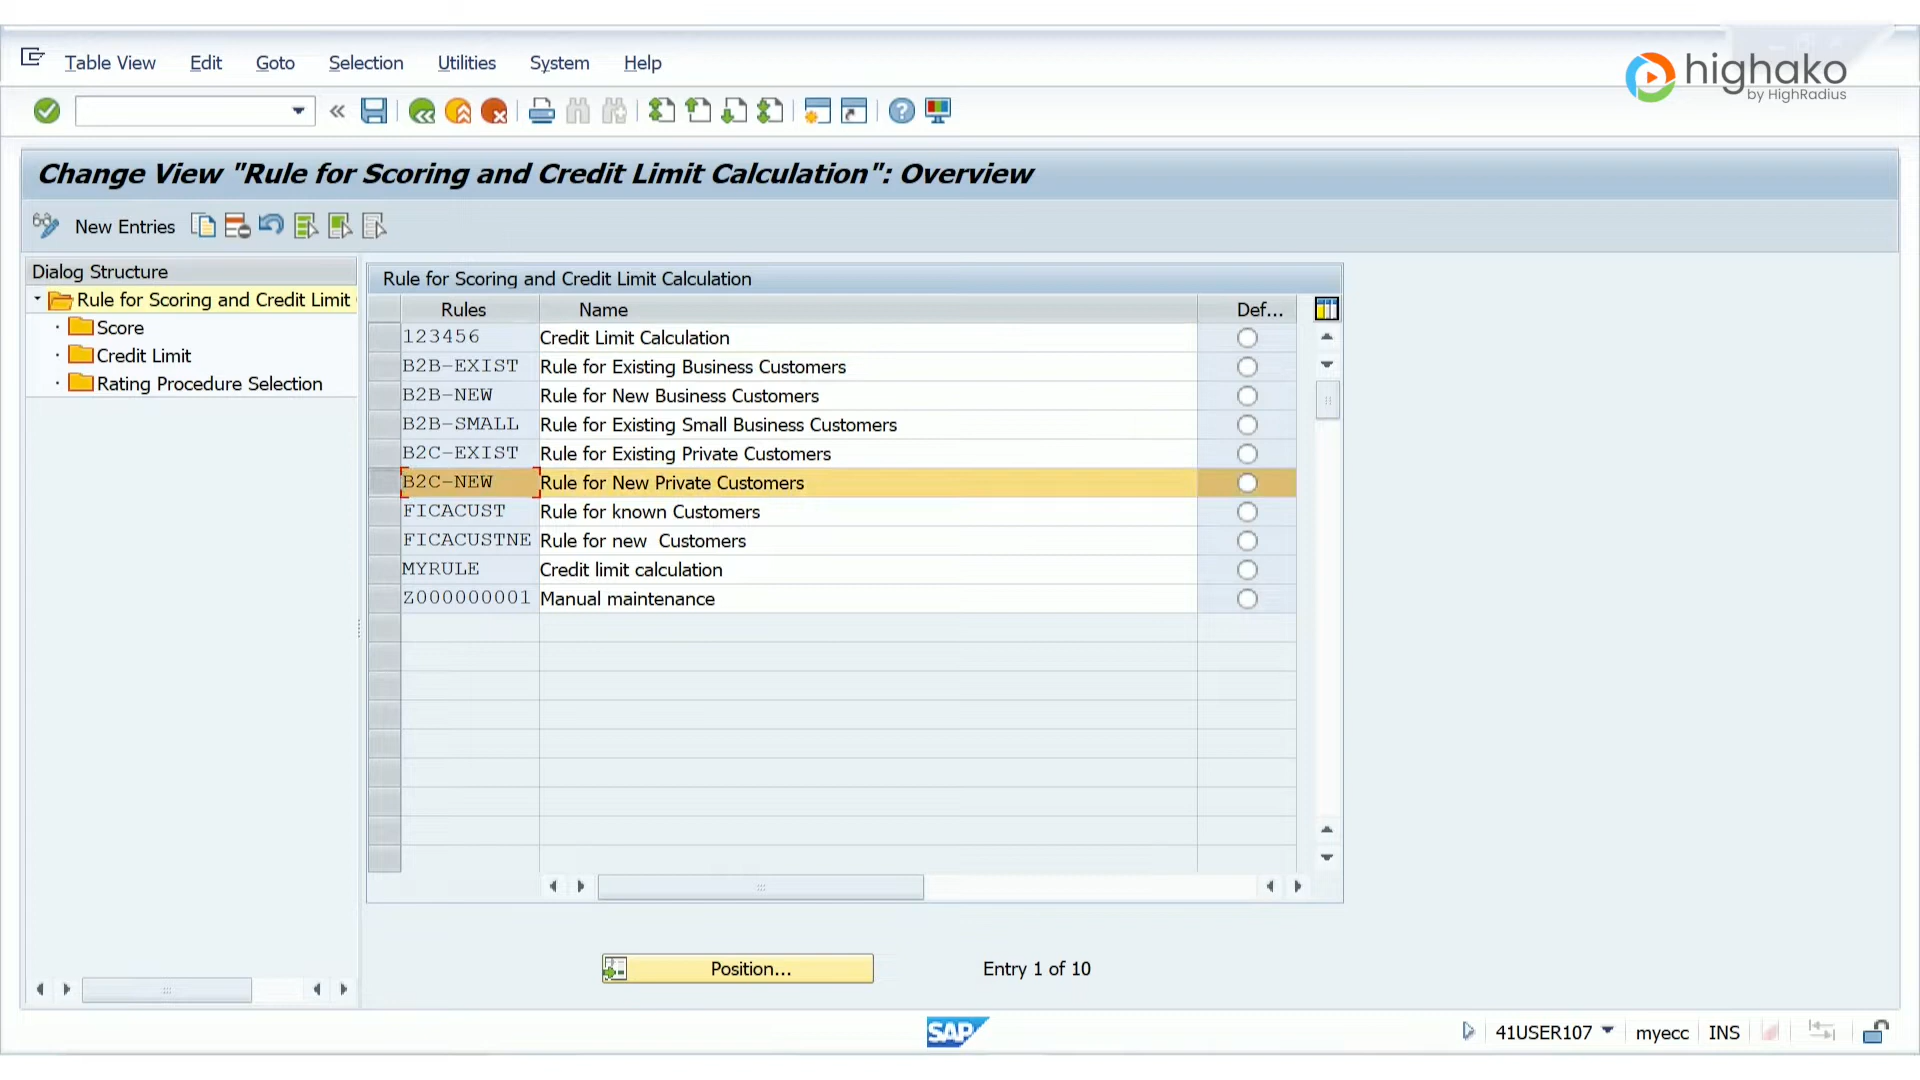 Table View Edit Goto Selection Utilities System Help
highako
by HighRadius
Change View "Rule for Scoring and Credit Limit Calculation": Overview
New Entries
Dialog Structure
Rule for Scoring and Credit Limit
Score
Credit Limit
Rating Procedure Selection
Rule for Scoring and Credit Limit Calculation
Rules Name Def...
123456 Credit Limit Calculation
B2B-EXIST Rule for Existing Business Customers
B2B-NEW Rule for New Business Customers
B2B-SMALL Rule for Existing Small Business Customers
B2C-EXIST Rule for Existing Private Customers
B2C-NEW Rule for New Private Customers
FICACUST Rule for known Customers
FICACUSTNE Rule for new  Customers
MYRULE Credit limit calculation
Z000000001 Manual maintenance
Position... Entry 1 of 10
SAP 41USER107 myecc INS